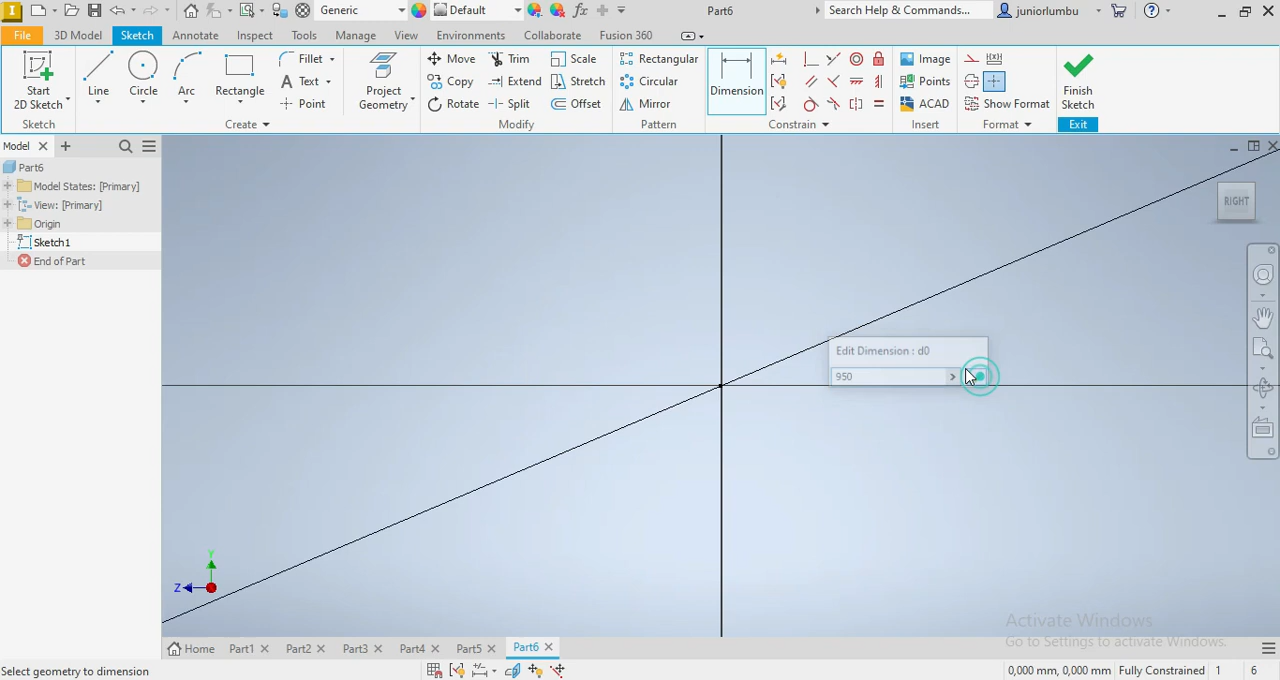 Generic
Default
Part6
Search Help & Commands...
juniorlumbu
File
3D Model
Sketch
Annotate
Inspect
Tools
Manage
View
Environments
Collaborate
Fusion 360
Start
2D Sketch
Line
Circle
Arc
Rectangle
Fillet
Text
Point
Project
Geometry
Move
Copy
Rotate
Trim
Extend
Split
Scale
Stretch
Offset
Rectangular
Circular
Mirror
Dimension
Image
Points
ACAD
Show Format
Finish
Sketch
Sketch
Create
Modify
Pattern
Constrain
Insert
Format
Exit
Model
Part6
Model States: [Primary]
View: [Primary]
Origin
Sketch1
End of Part
RIGHT
Edit Dimension : d0
950
Y
Z
Activate Windows
Go to Settings to activate Windows.
Home
Part1
Part2
Part3
Part4
Part5
Part6
Select geometry to dimension
0,000 mm, 0,000 mm
Fully Constrained
1
6